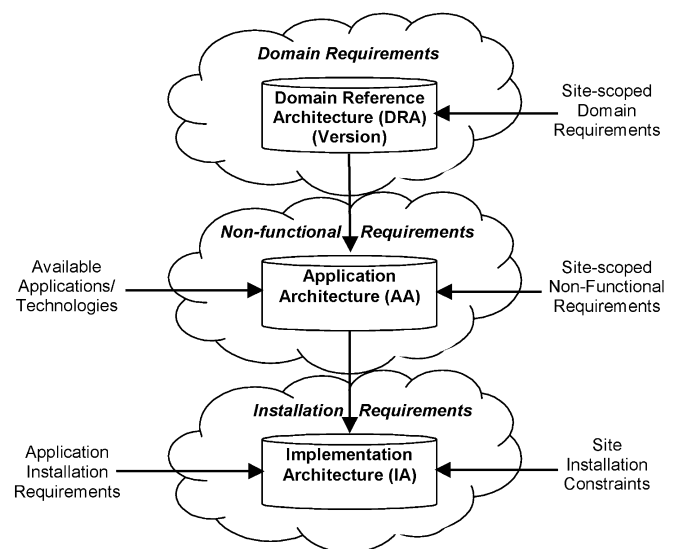 Domain Requirements
Domain Reference
Architecture (DRA)
(Version)
Site-scoped
Domain
Requirements
Non-functional Requirements
Available
Applications/
Technologies
Application
Architecture (AA)
Site-scoped
Non-Functional
Requirements
Installation Requirements
Application
Installation
Requirements
Implementation
Architecture (IA)
Site
Installation
Constraints